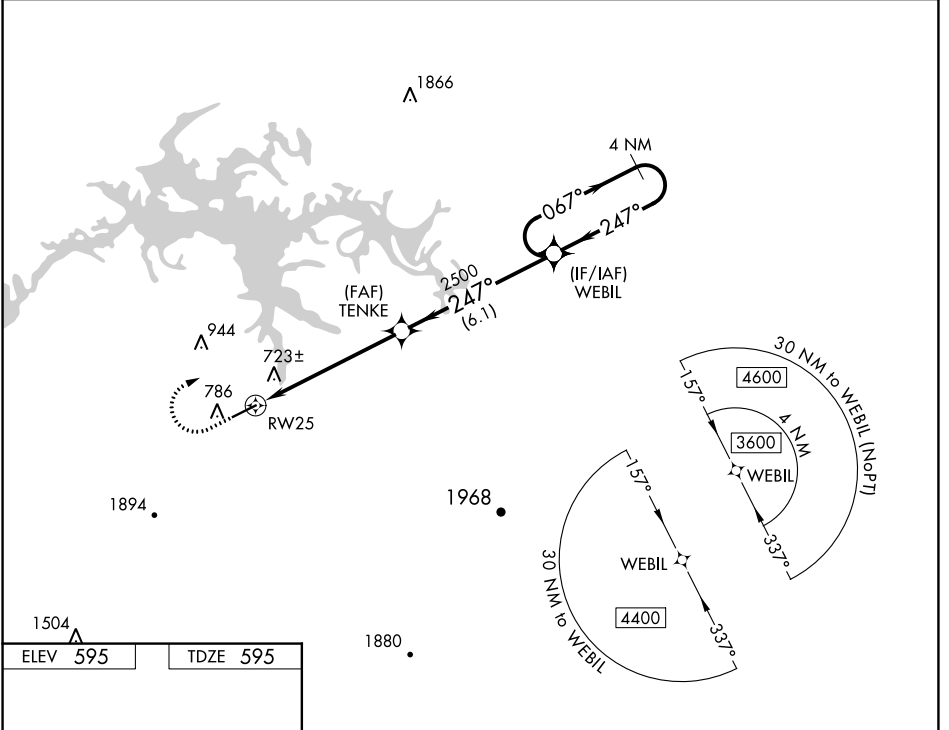 1866
4 NM
067°
247°
(IF/IAF)
WEBIL
2500
247°
(6.1)
(FAF)
TENKE
944
723±
786
RW25
30 NM to WEBIL (NoPT)
4600
157°
4 NM
3600
WEBIL
337°
1894
1968
157°
WEBIL
30 NM to WEBIL
4400
337°
1504
1880
ELEV 595
TDZE 595